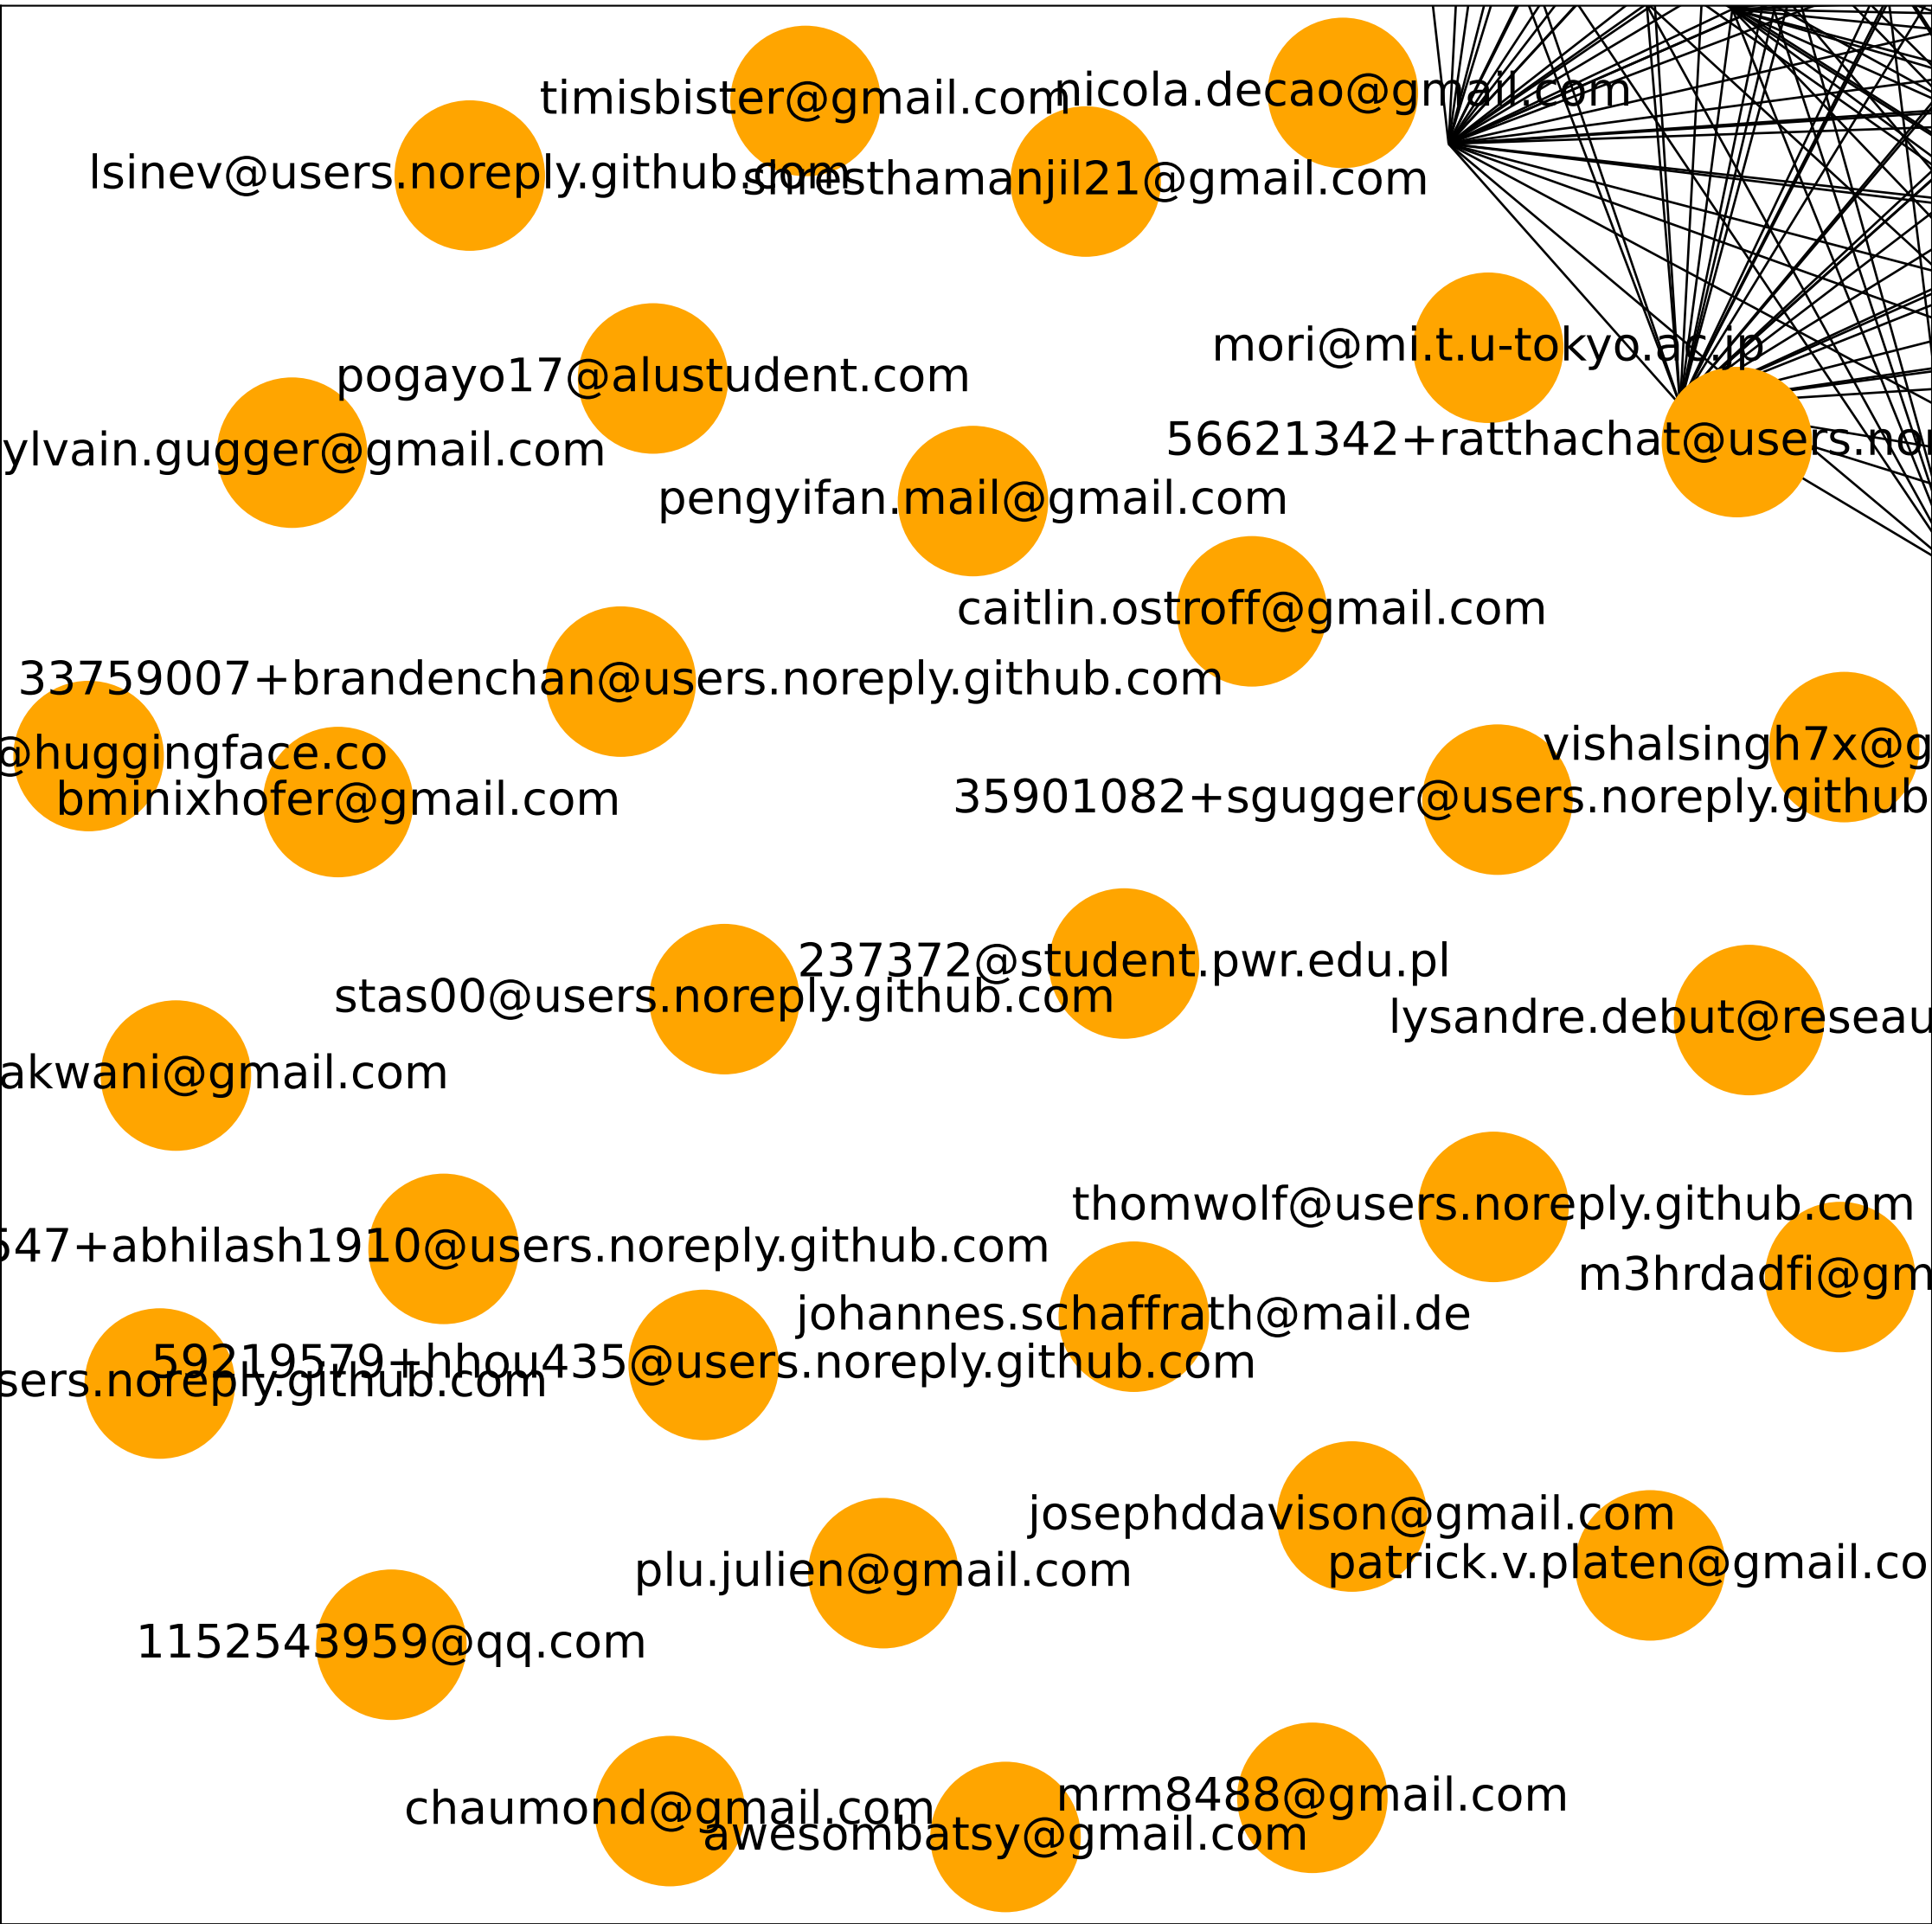 nicola.decao@gmail.com
timisbister@gmail.com
lsinev@users.noreply.github.com
shresthamanjil21@gmail.com
mori@mi.t.u-tokyo.ac.jp
pogayo17@alustudent.com
56621342+ratthachat@users.nor
ylvain.gugger@gmail.com
pengyifan.mail@gmail.com
caitlin.ostroff@gmail.com
33759007+brandenchan@users.noreply.github.com
vishalsingh7x@g
@huggingface.co
35901082+sgugger@users.noreply.github
bminixhofer@gmail.com
237372@student.pwr.edu.pl
stas00@users.noreply.github.com
lysandre.debut@reseau
akwani@gmail.com
thomwolf@users.noreply.github.com
547+abhilash1910@users.noreply.github.com
m3hrdadfi@gm
johannes.schaffrath@mail.de
59219579+hhou435@users.noreply.github.com
sers.noreply.github.com
josephddavison@gmail.com
patrick.v.platen@gmail.co
plu.julien@gmail.com
1152543959@qq.com
mrm8488@gmail.com
chaumond@gmail.com
awesombatsy@gmail.com